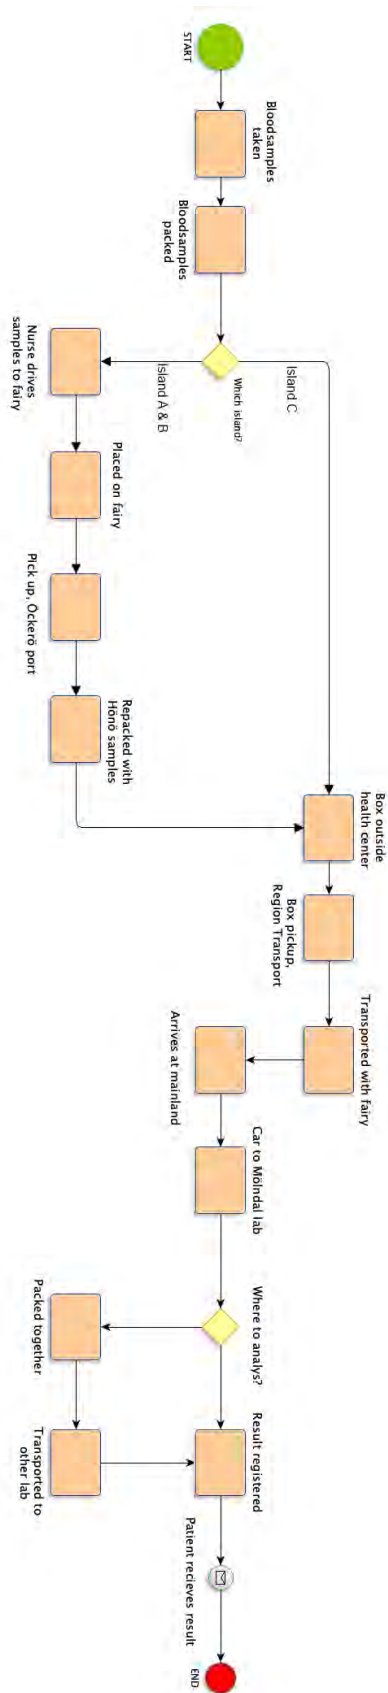 START
Bloodsamples
taken
Bloodsamples
packed
Which island?
Island C
Island A & B
Nurse drives
samples to fairy
Placed on fairy
Pick up, Öckerö port
Repacked with
Hönö samples
Box outside
health center
Box pickup,
Region Transport
Transported with fairy
Arrives at mainland
Car to Mölndal lab
Where to analys?
Packed together
Transported to
other lab
Result registered
Patient recieves result
END